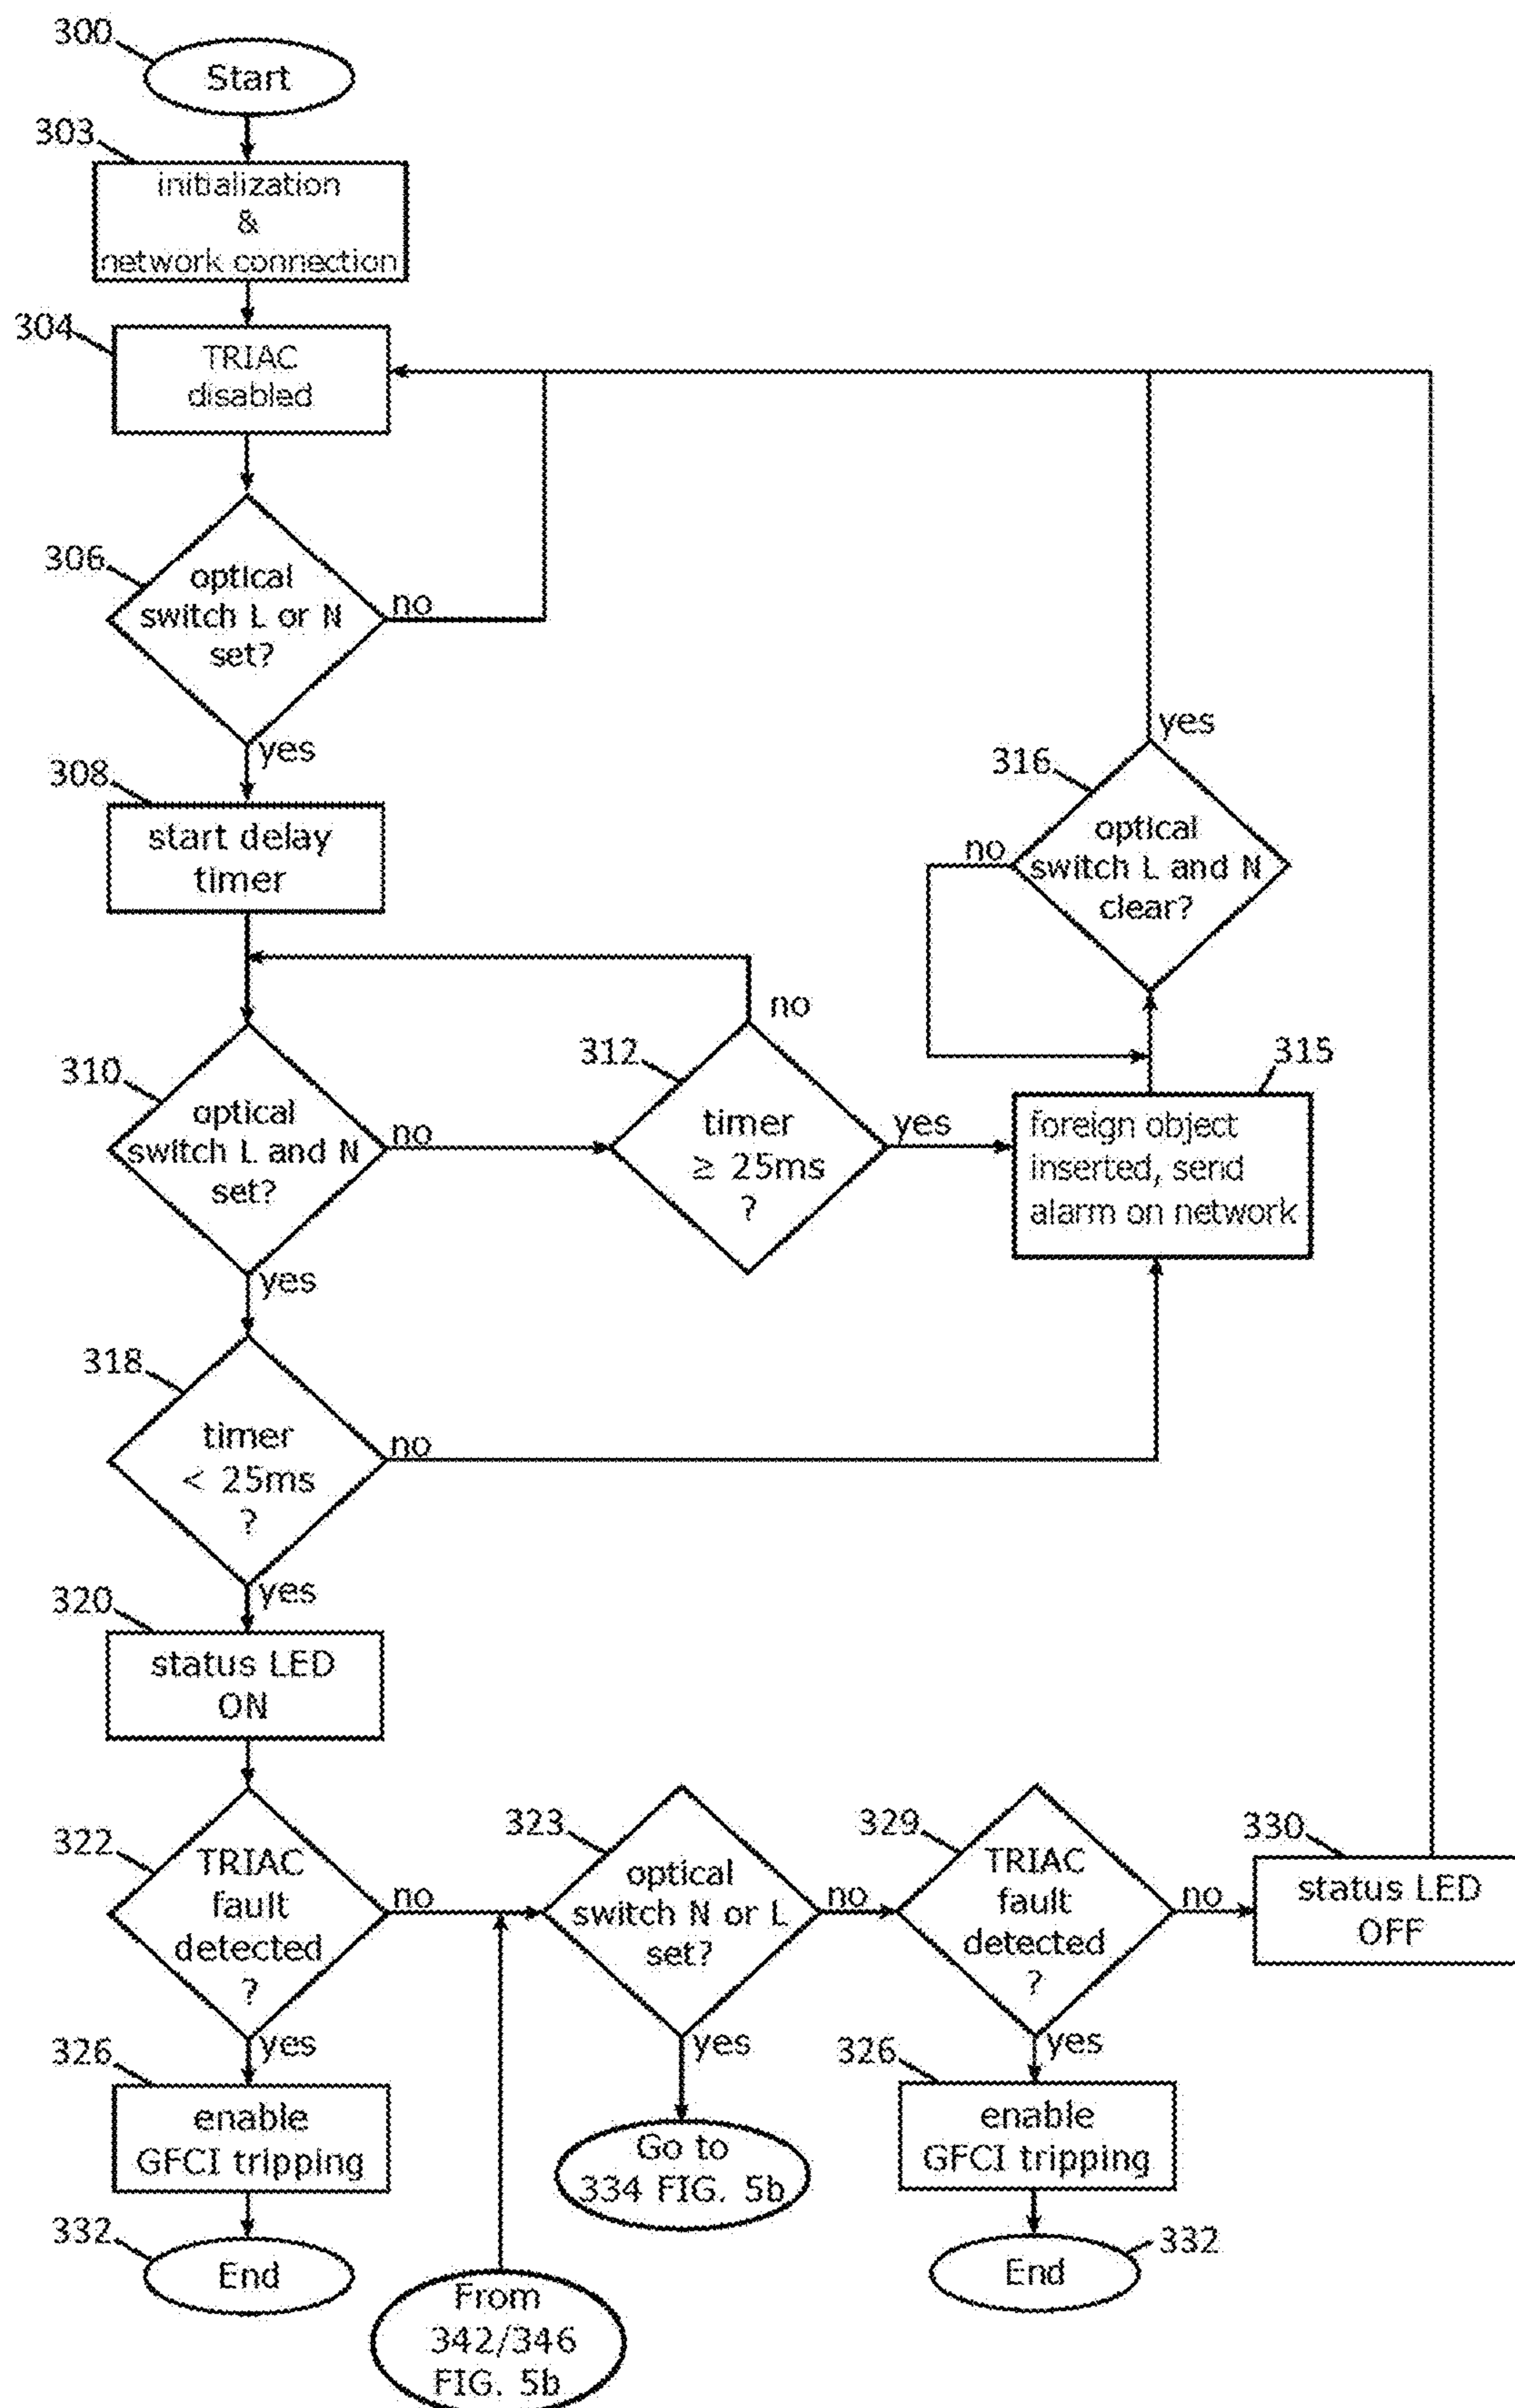 300
Start
303
initialization
&
network connection
304
TRIAC
disabled
306
optical
switch L or N
set?
no
yes
308
start delay
timer
316
yes
optical
switch L and N
clear?
no
310
optical
switch L and N
set?
no
yes
312
no
timer
≥ 25ms
?
yes
315
foreign object
inserted, send
alarm on network
318
timer
< 25ms
?
no
yes
320
status LED
ON
322
TRIAC
fault
detected
?
no
yes
323
optical
switch N or L
set?
no
yes
329
TRIAC
fault
detected
?
no
yes
330
status LED
OFF
326
enable
GFCI tripping
Go to
334 FIG. 5b
326
enable
GFCI tripping
332
End
From
342/346
FIG. 5b
End
332